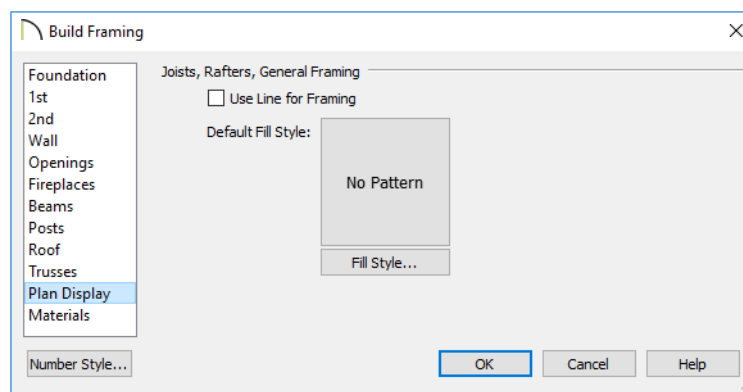 Build Framing
Foundation
1st
2nd
Wall
Openings
Fireplaces
Beams
Posts
Roof
Trusses
Plan Display
Materials
Number Style...
Joists, Rafters, General Framing
Use Line for Framing
Default Fill Style:
No Pattern
Fill Style...
OK
Cancel
Help